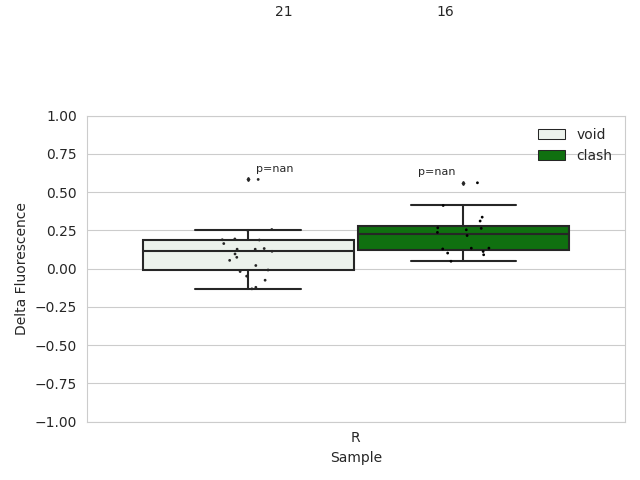 21 16
1.00
0.75
0.50
0.25
0.00
−0.25
−0.50
−0.75
−1.00
Delta Fluorescence
p=nan
p=nan
void
clash
R
Sample